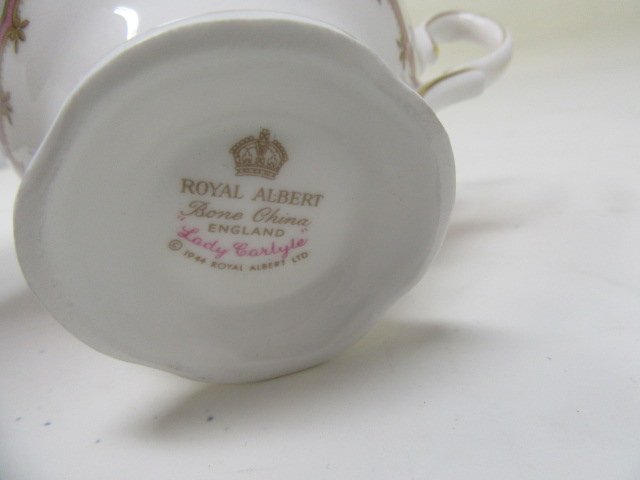 ROYAL ALBERT
Bone China
ENGLAND
"Lady Carlyle"
© 1944 ROYAL ALBERT LTD